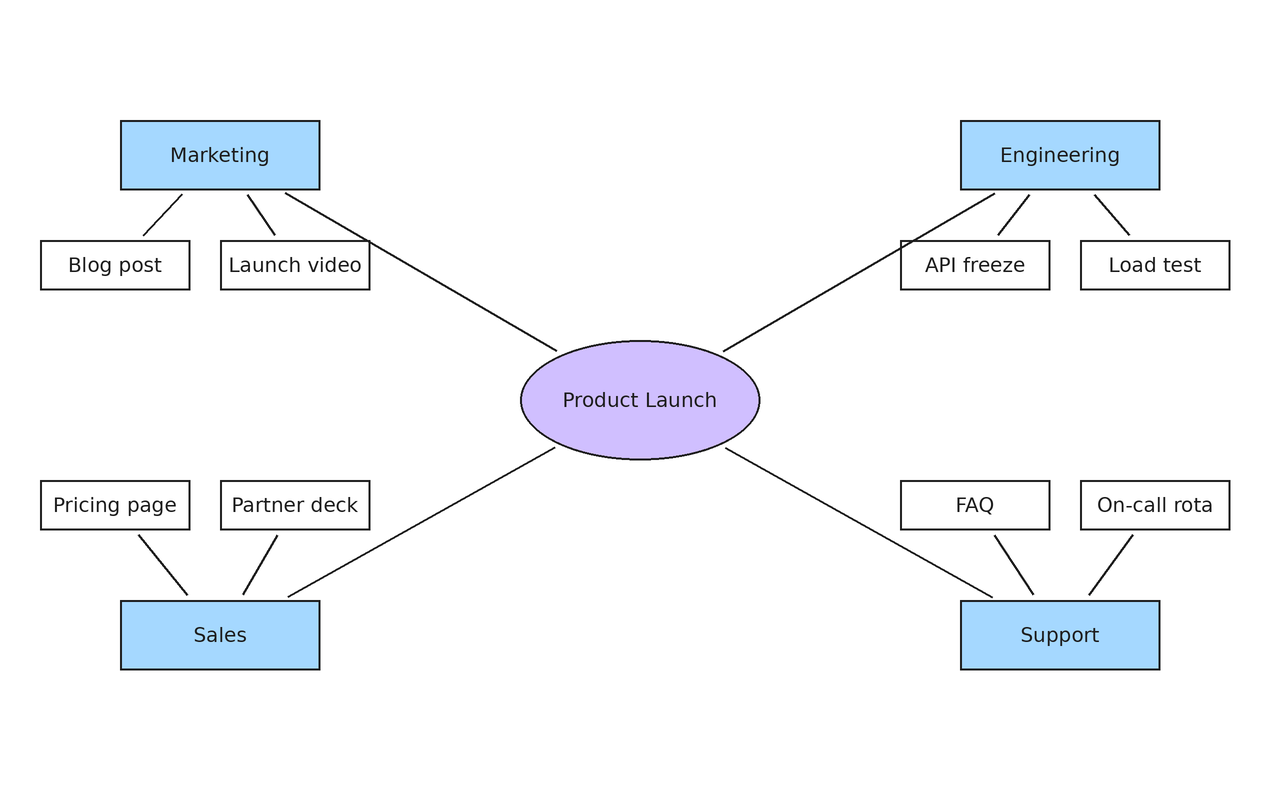 Marketing
Engineering
Blog post
Launch video
API freeze
Load test
Product Launch
Pricing page
Partner deck
FAQ
On-call rota
Sales
Support